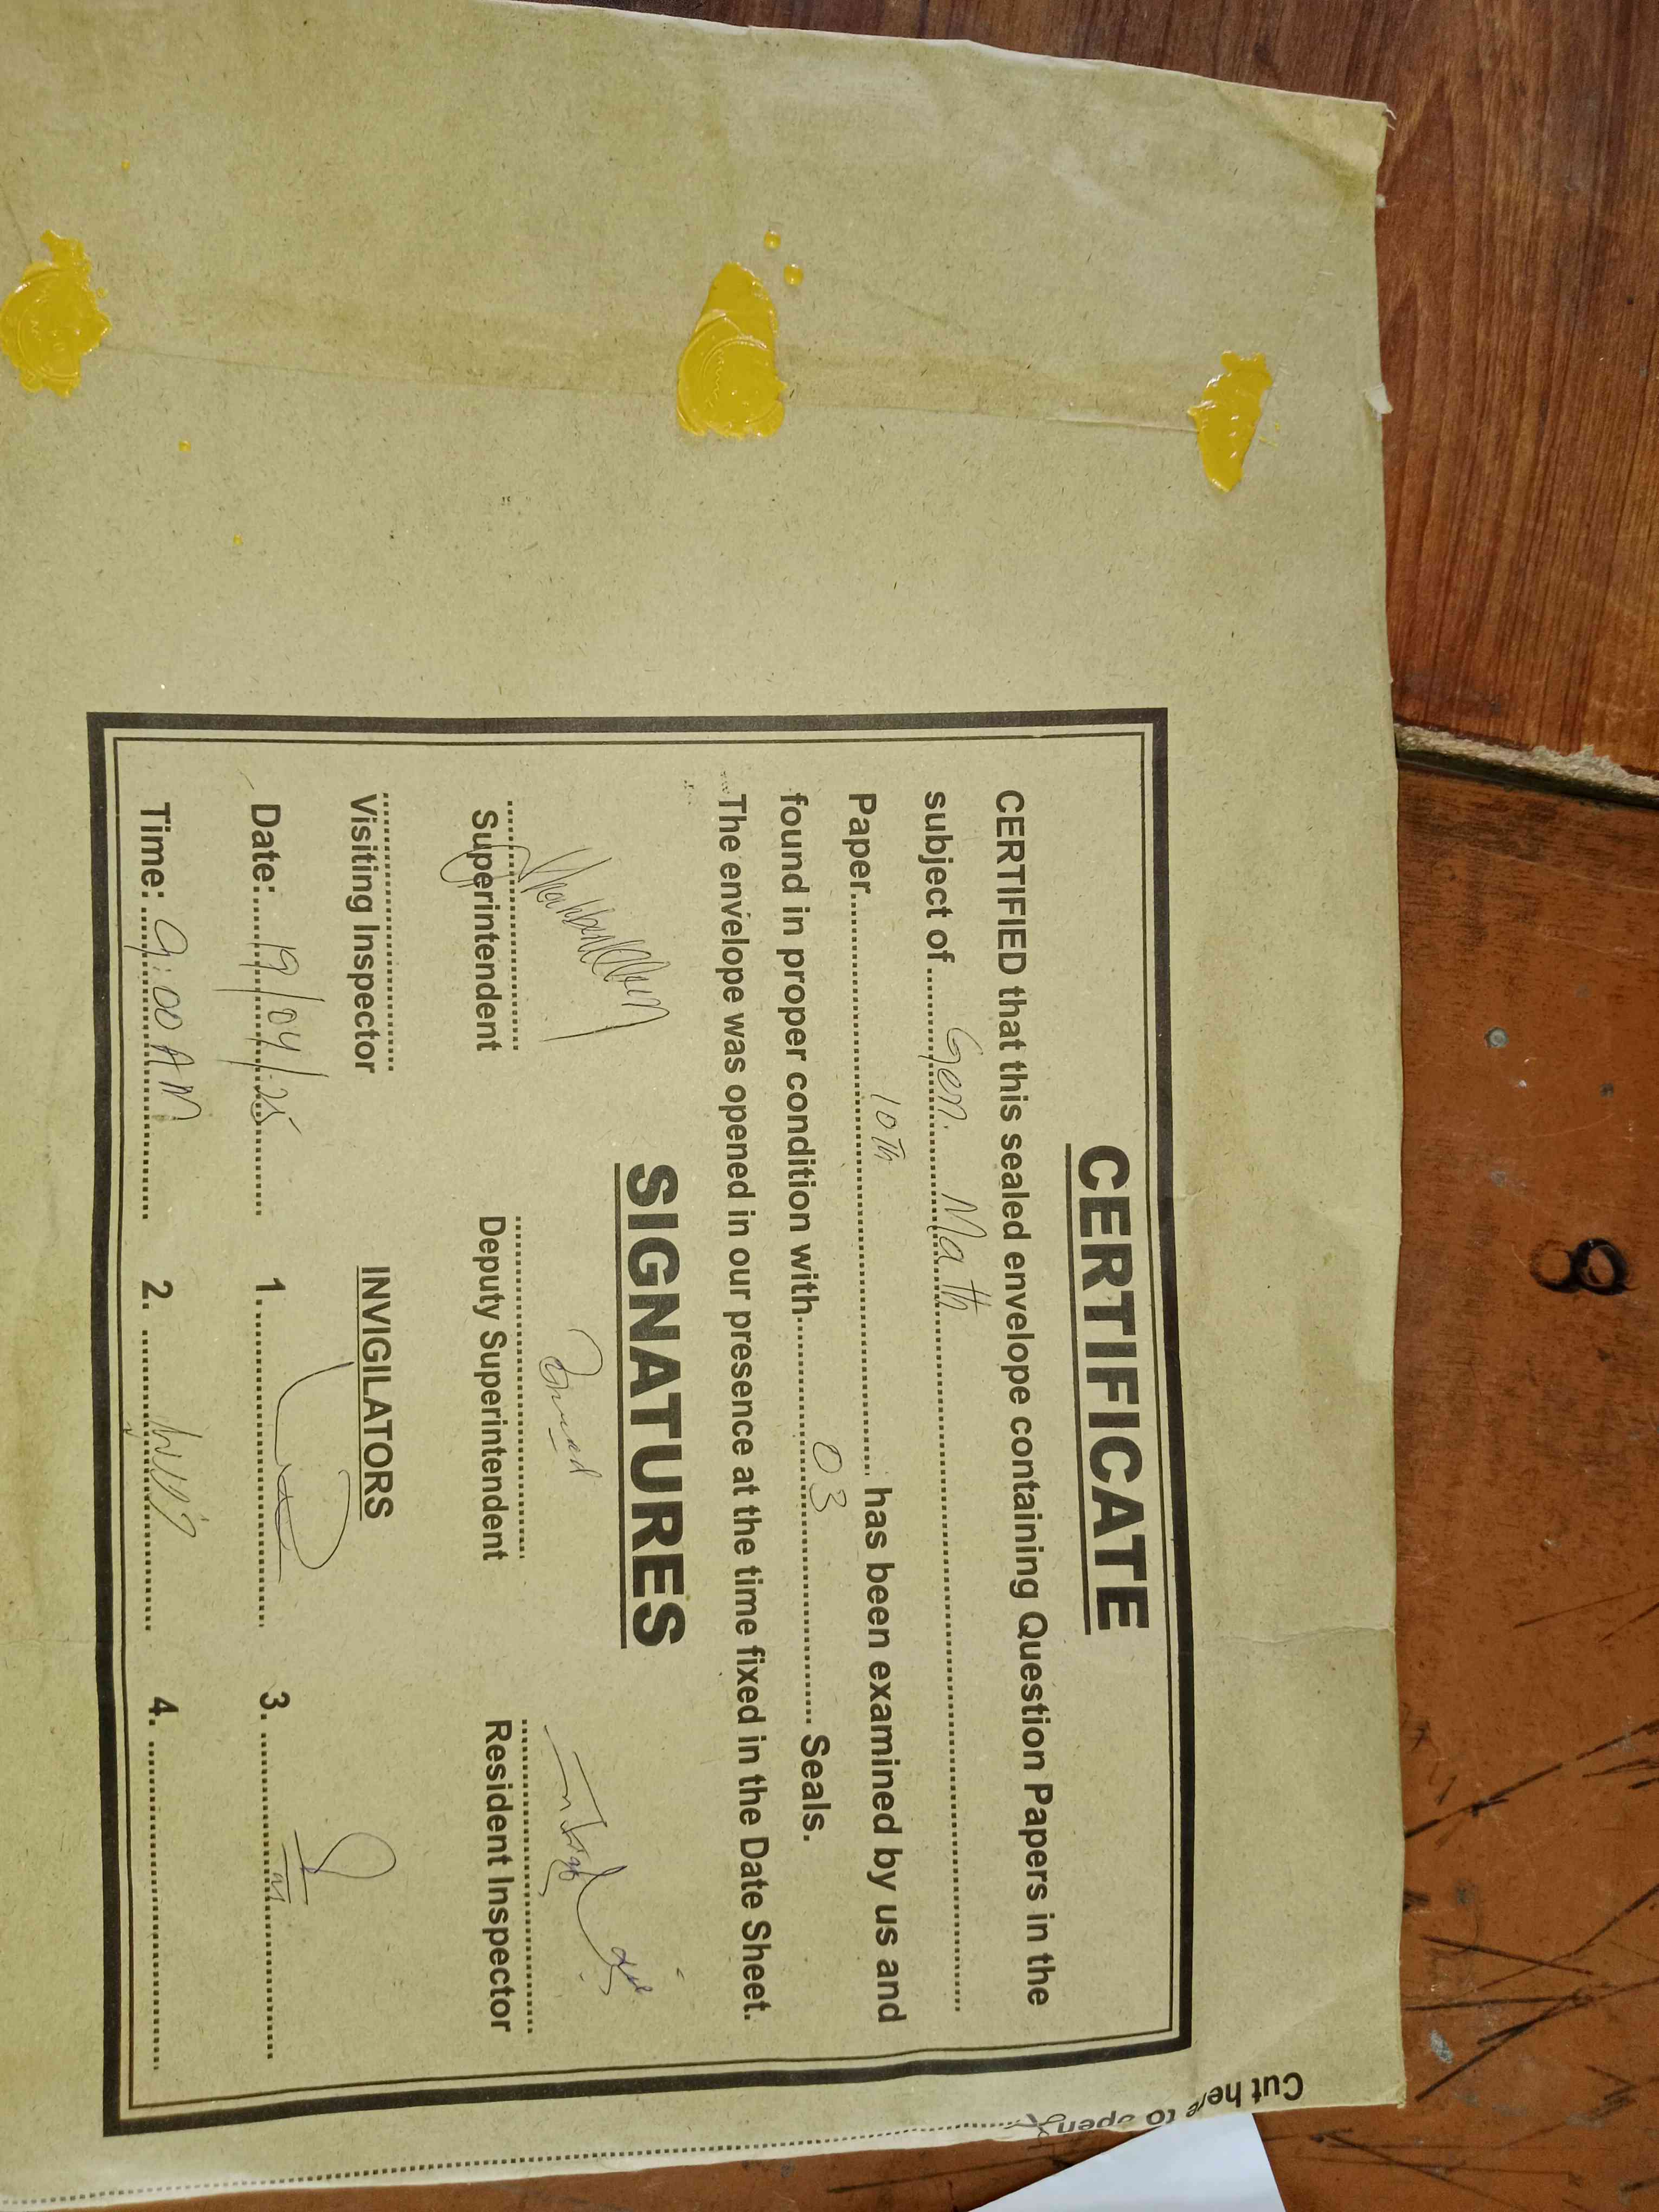 CERTIFICATE
CERTIFIED that this sealed envelope containing Question Papers in the
subject of Gen. Math
Paper 10th has been examined by us and
found in proper condition with 03 Seals.
The envelope was opened in our presence at the time fixed in the Date Sheet.
SIGNATURES
Superintendent Deputy Superintendent Resident Inspector
Visiting Inspector INVIGILATORS
Date: 19/04/25 1. 3.
Time: 9:00 AM 2. 4.
Cut here to open
8